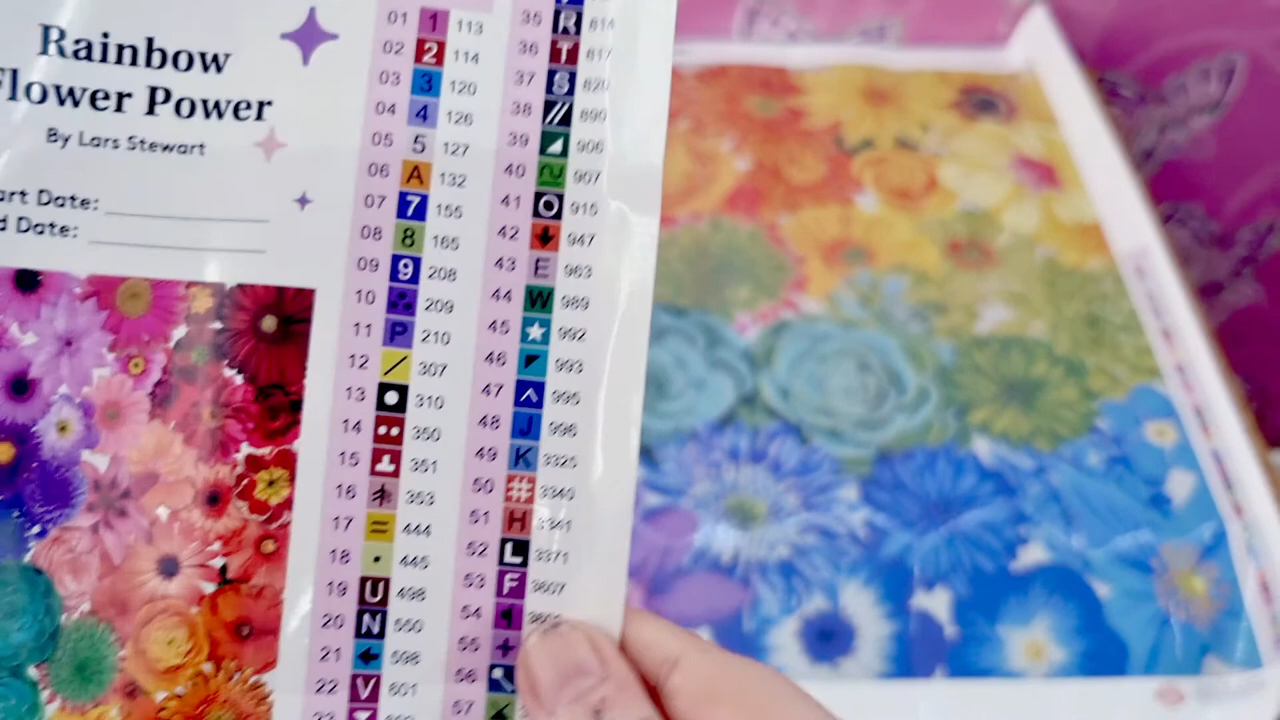 Rainbow
Flower Power
By Lars Stewart
art Date:
d Date:
01 1 113
02 2 114
03 3 120
04 4 126
05 5 127
06 A 132
07 7 155
08 8 165
09 9 208
10 209
11 P 210
12 / 307
13 310
14 350
15 351
16 353
17 = 444
18 445
19 U 498
20 N 550
21 598
22 V 601
35 R 814
36 T 817
37 S 820
38 // 890
39 906
40 907
41 O 915
42 947
43 E 963
44 W 989
45 992
46 993
47 995
48 J 996
49 K 3325
50 # 3340
51 H 3341
52 L 3371
53 F 3607
54
55
56
57